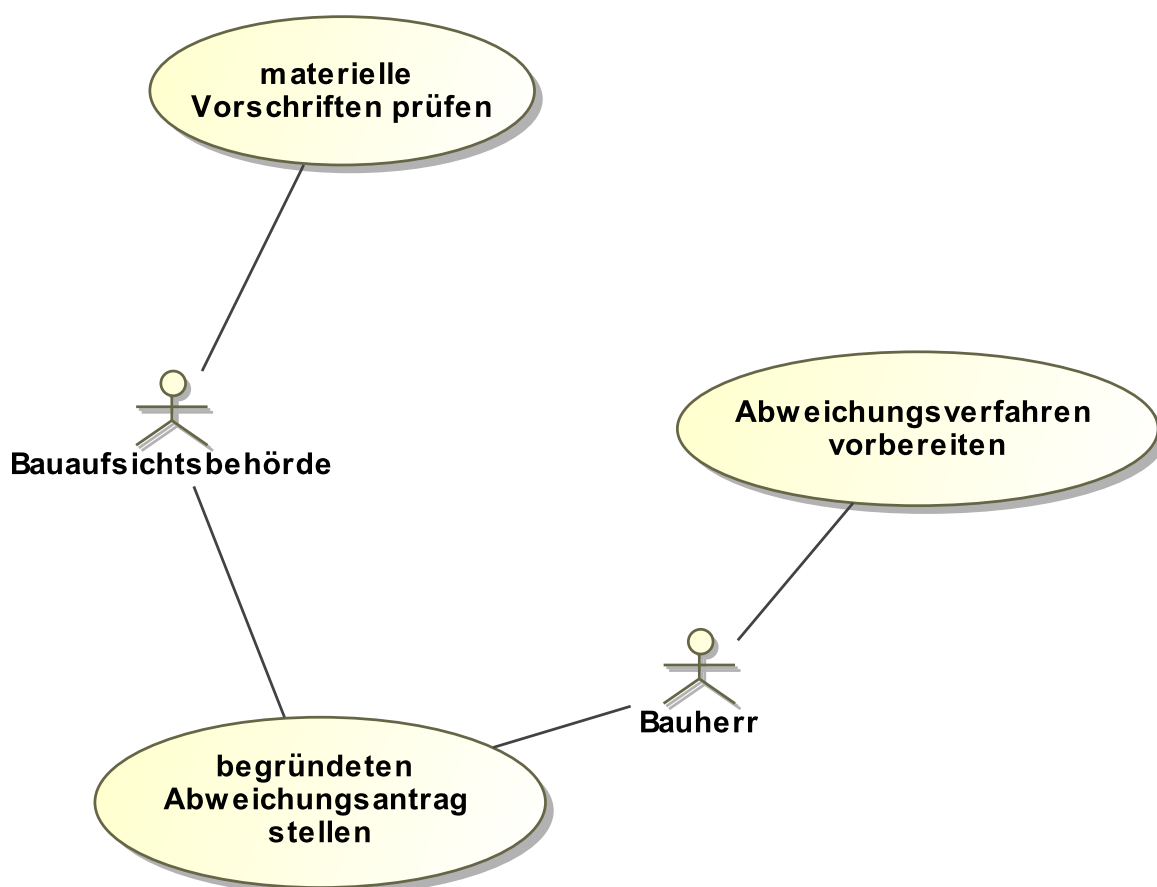 materielle
Vorschriften prüfen
Bauaufsichtsbehörde
Abweichungsverfahren
vorbereiten
Bauherr
begründeten
Abweichungsantrag
stellen